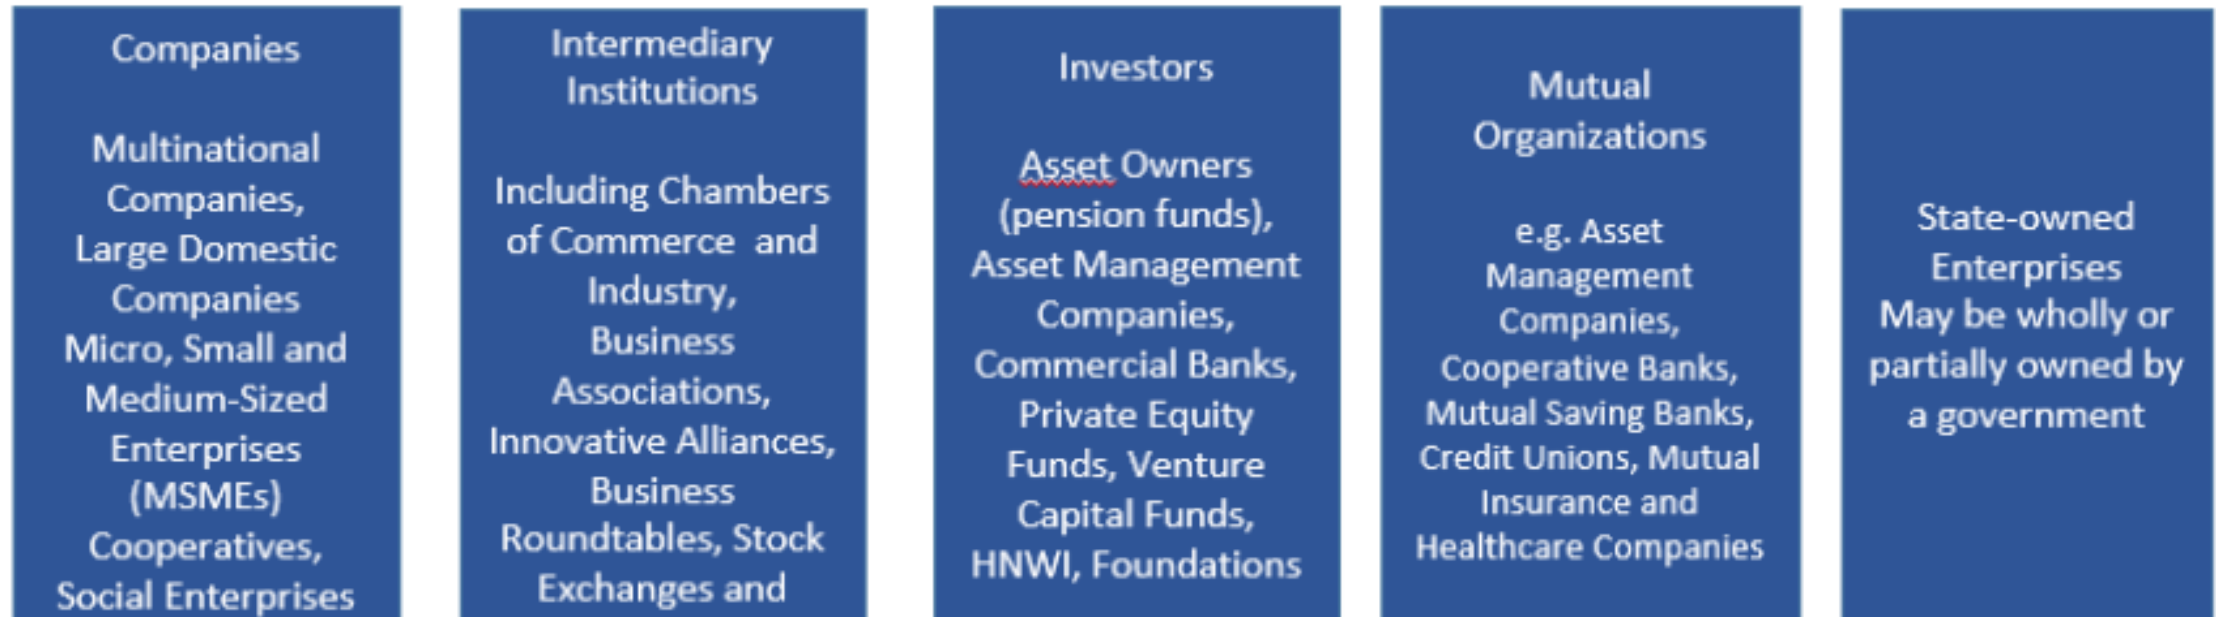 Companies
Multinational
Companies,
Large Domestic
Companies
Micro, Small and
Medium-Sized
Enterprises
(MSMEs)
Cooperatives,
Social Enterprises
Intermediary
Institutions
Including Chambers
of Commerce and
Industry,
Business
Associations,
Innovative Alliances,
Business
Roundtables, Stock
Exchanges and
Investors
Asset Owners
(pension funds),
Asset Management
Companies,
Commercial Banks,
Private Equity
Funds, Venture
Capital Funds,
HNWI, Foundations
Mutual
Organizations
e.g. Asset
Management
Companies,
Cooperative Banks,
Mutual Saving Banks,
Credit Unions, Mutual
Insurance and
Healthcare Companies
State-owned
Enterprises
May be wholly or
partially owned by
a government